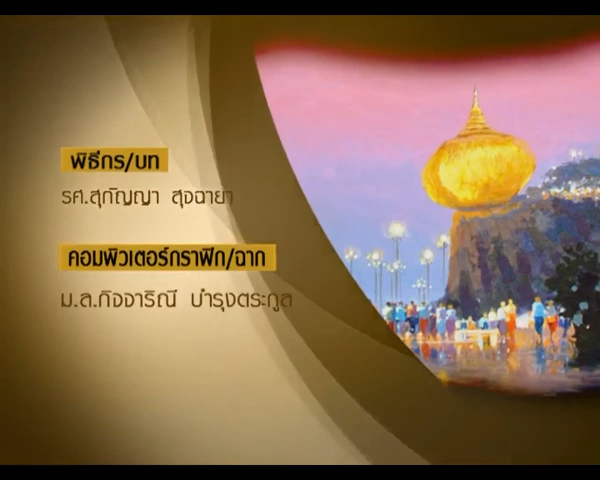 พิธีกร/บท
รศ.สุกัญญา สุจฉายา
คอมพิวเตอร์กราฟิก/ฉาก
ม.ล.กิจจาริณี บำรุงตระกูล